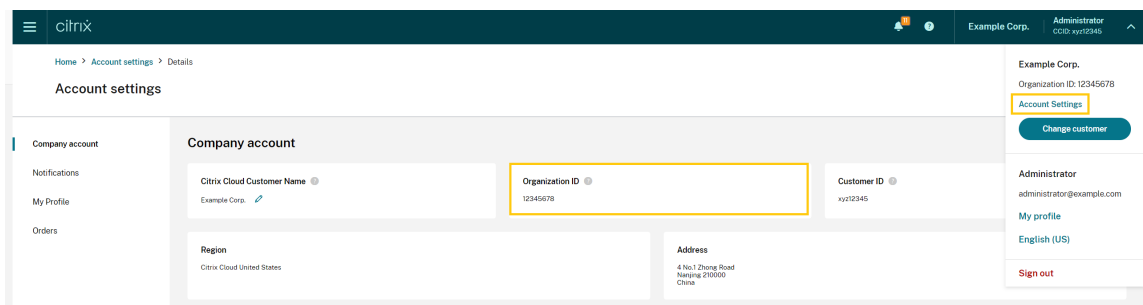 citrix
11
?
Example Corp.
Administrator
CCID: xyz12345
Home > Account settings > Details
Account settings
Example Corp.
Organization ID: 12345678
Account Settings
Change customer
Administrator
administrator@example.com
My profile
English (US)
Sign out
Company account
Notifications
My Profile
Orders
Company account
Citrix Cloud Customer Name ?
Example Corp.
Organization ID ?
12345678
Customer ID ?
xyz12345
Region
Citrix Cloud United States
Address
4 No.1 Zhong Road
Nanjing 210000
China